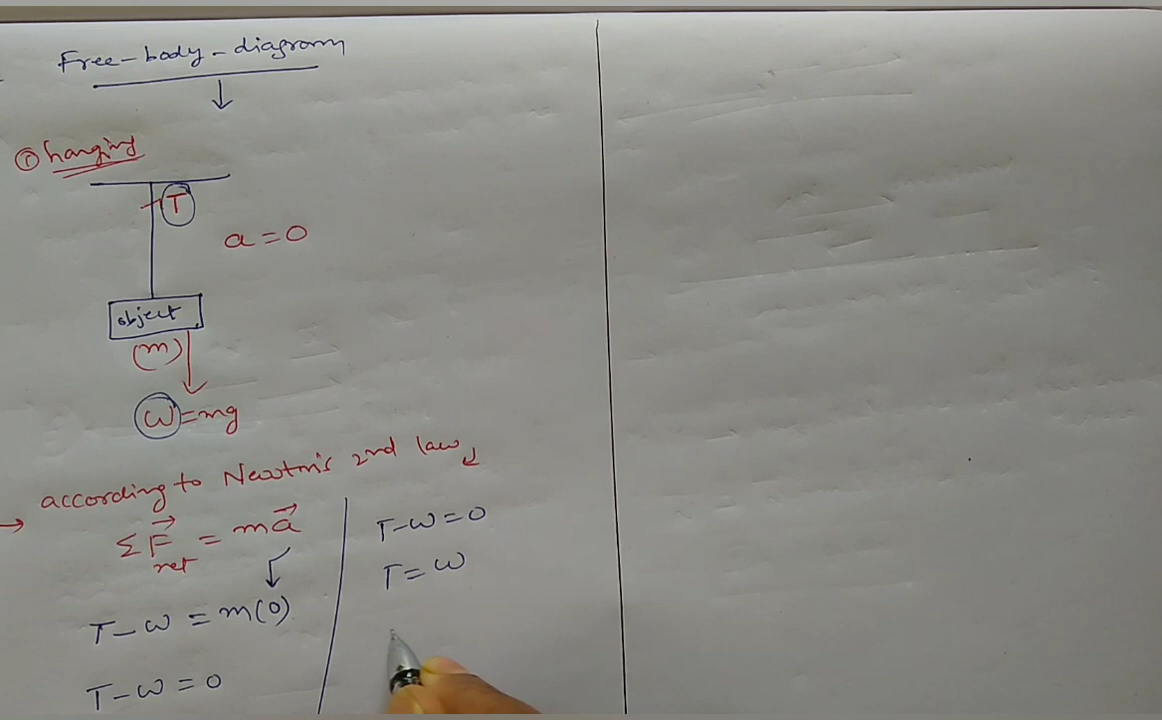 Free-body-diagram
① hanging
T
a=0
object
(m)
W=mg
according to Newton's 2nd law
ΣF⃗ = ma⃗
net
T-W = m(0)
T-W=0
T-W=0
T=W